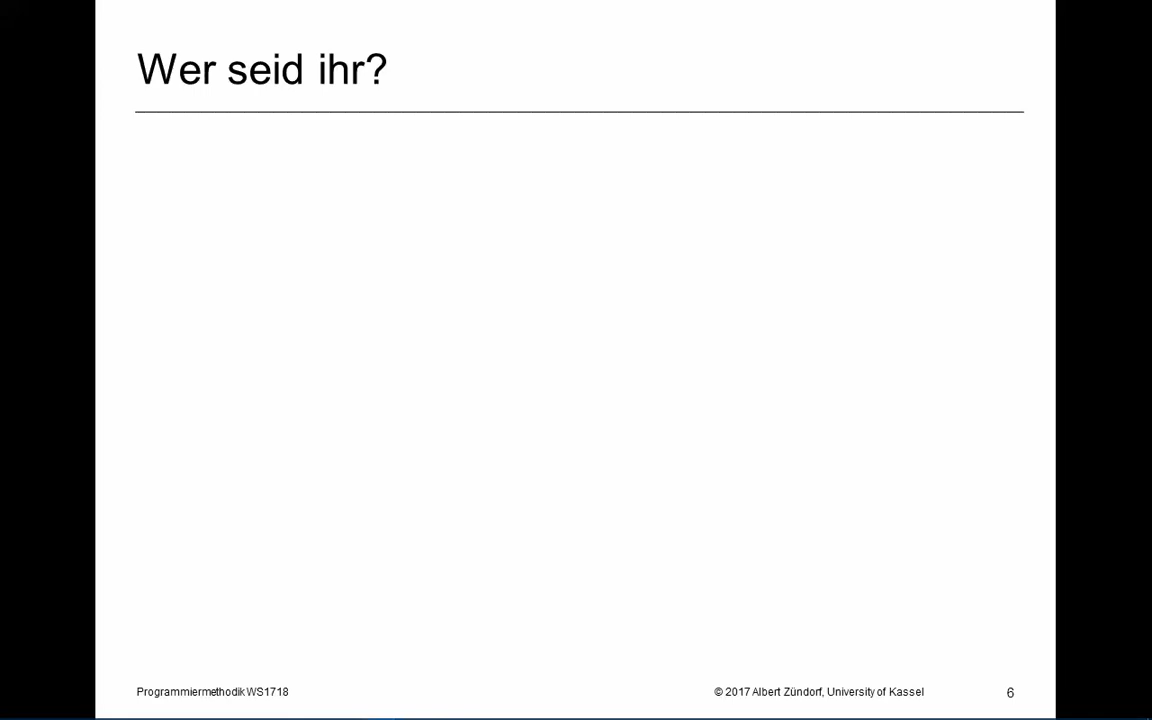 Wer seid ihr?
Programmiermethodik WS1718
© 2017 Albert Zündorf, University of Kassel
6